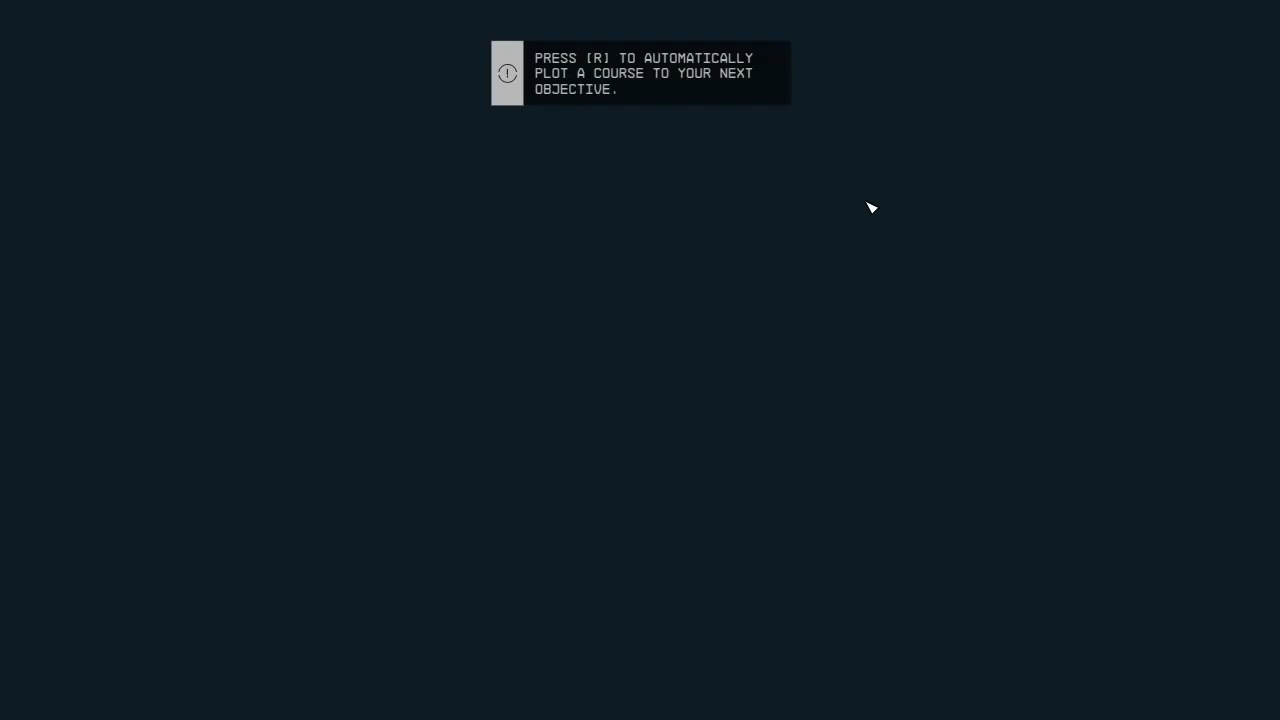 PRESS [R] TO AUTOMATICALLY
PLOT A COURSE TO YOUR NEXT
OBJECTIVE.